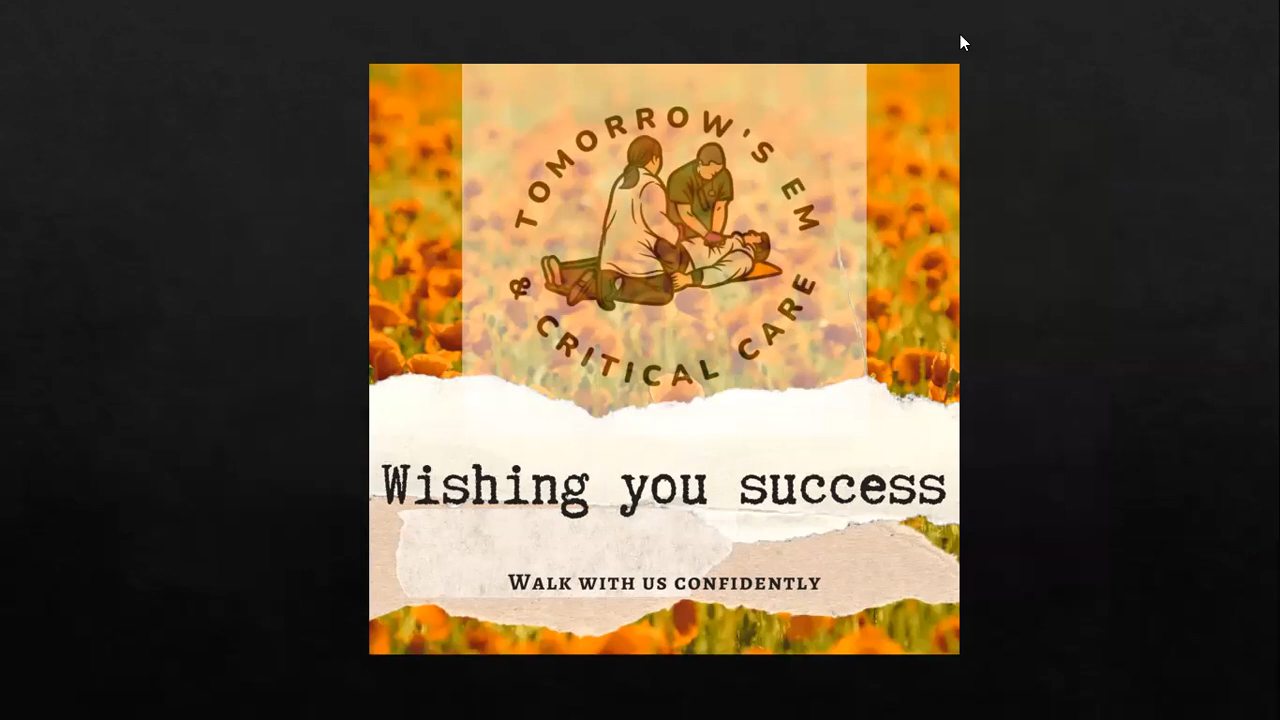 TOMORROW'S EM
& CRITICAL CARE
Wishing you success
WALK WITH US CONFIDENTLY